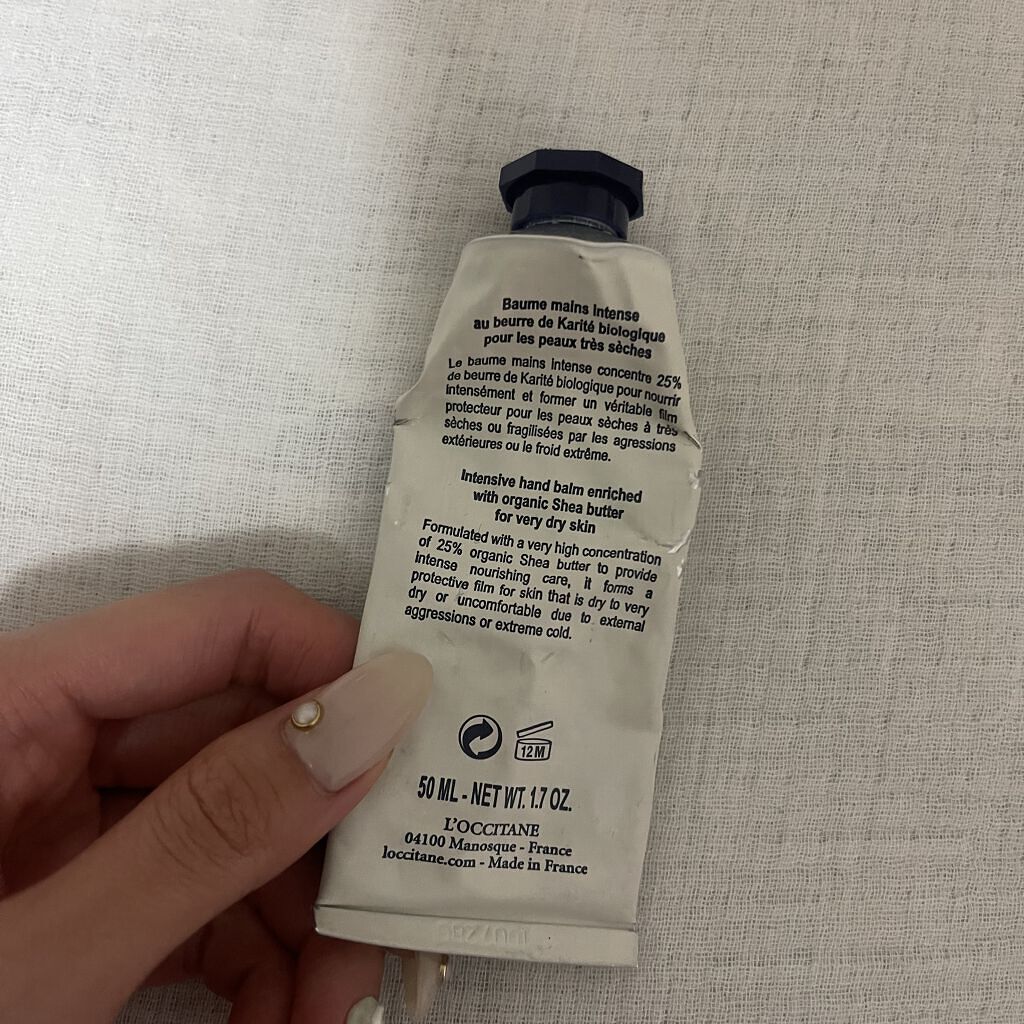 Baume mains Intense
au beurre de Karité biologique
pour les peaux très sèches
Le baume mains Intense concentre 25%
de beurre de Karité biologique pour nourrir
intensément et former un véritable film
protecteur pour les peaux sèches à très
sèches ou fragilisées par les agressions
extérieures ou le froid extrême.
Intensive hand balm enriched
with organic Shea butter
for very dry skin
Formulated with a very high concentration
of 25% organic Shea butter to provide
intense nourishing care, it forms a
protective film for skin that is dry to very
dry or uncomfortable due to external
aggressions or extreme cold.
12 M
50 ML - NET WT. 1.7 OZ.
L'OCCITANE
04100 Manosque - France
loccitane.com - Made in France